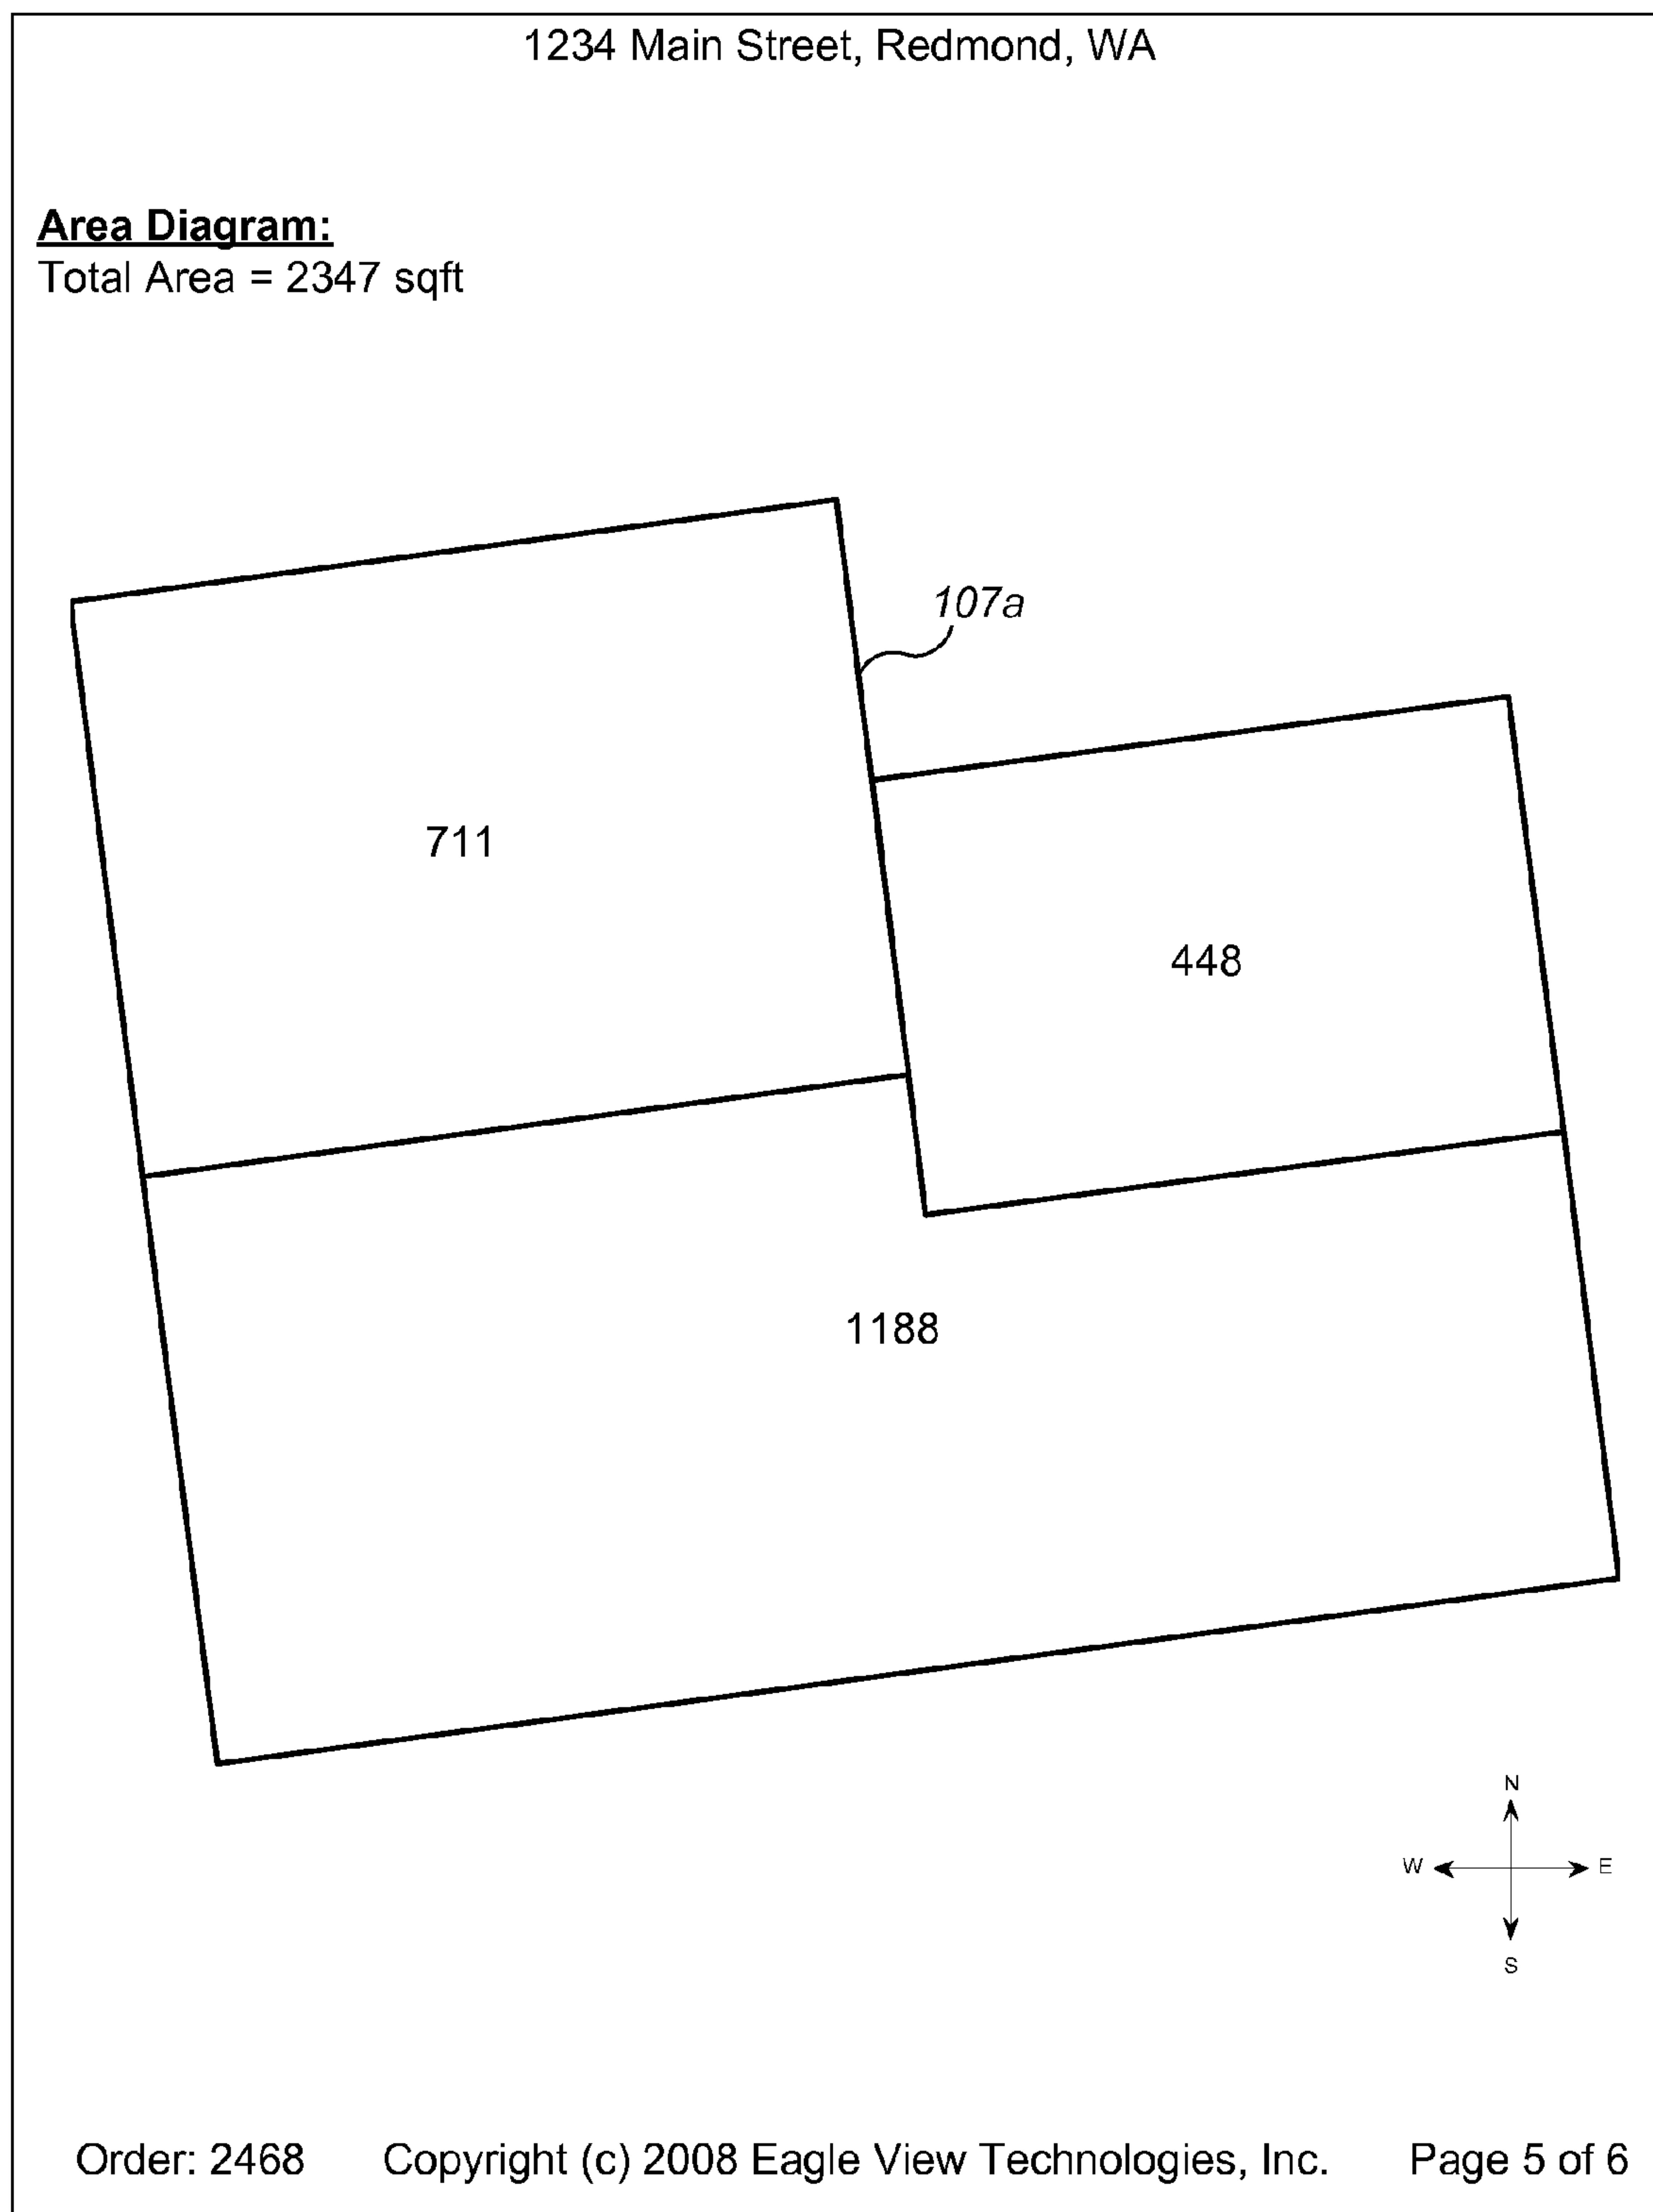 1234 Main Street, Redmond, WA
Area Diagram:
Total Area = 2347 sqft
107a
711
448
1188
N
W E
S
Order: 2468 Copyright (c) 2008 Eagle View Technologies, Inc. Page 5 of 6